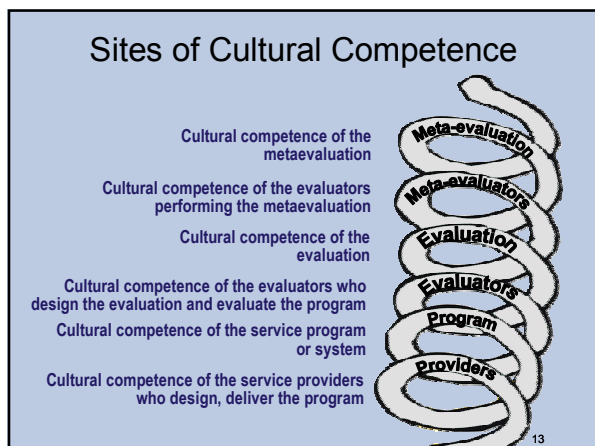 Sites of Cultural Competence
Cultural competence of the
metaevaluation
Meta-evaluation
Cultural competence of the evaluators
performing the metaevaluation
Meta-evaluators
Cultural competence of the
evaluation
Evaluation
Cultural competence of the evaluators who
design the evaluation and evaluate the program
Evaluators
Cultural competence of the service program
or system
Program
Cultural competence of the service providers
who design, deliver the program
Providers
13